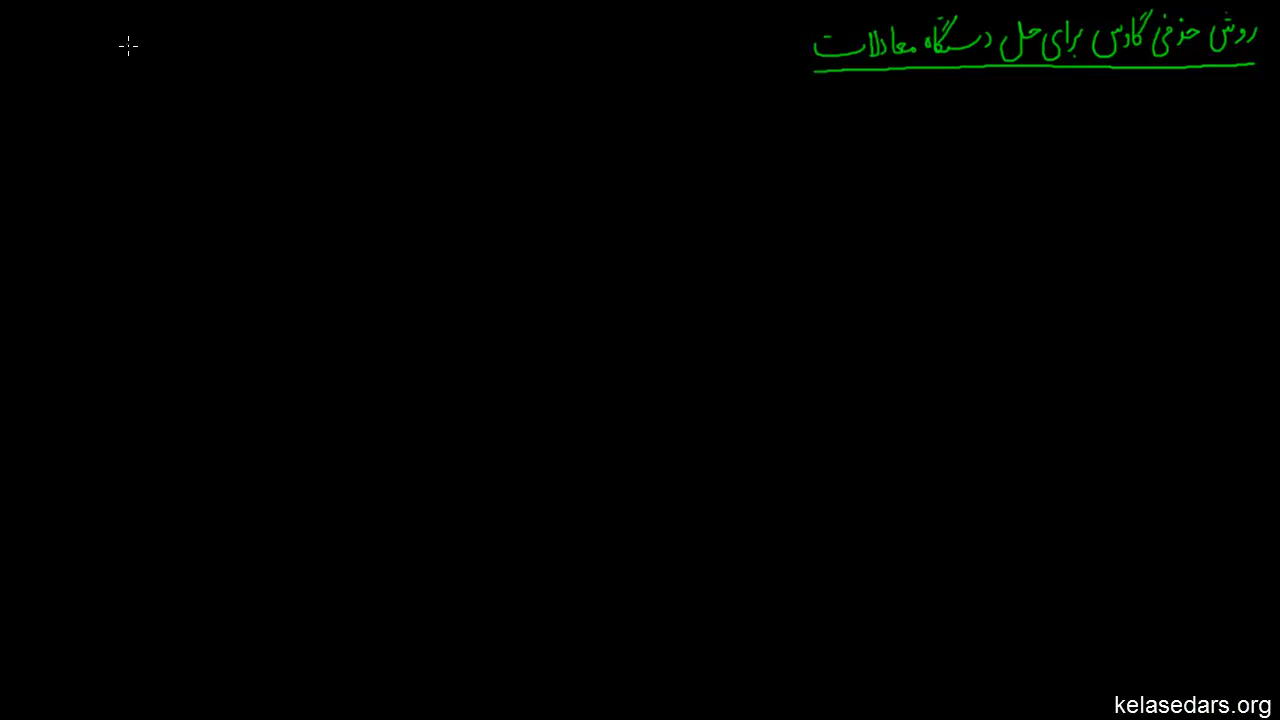 روش حذفی گاوس برای حل دستگاه معادلات
kelasedars.org